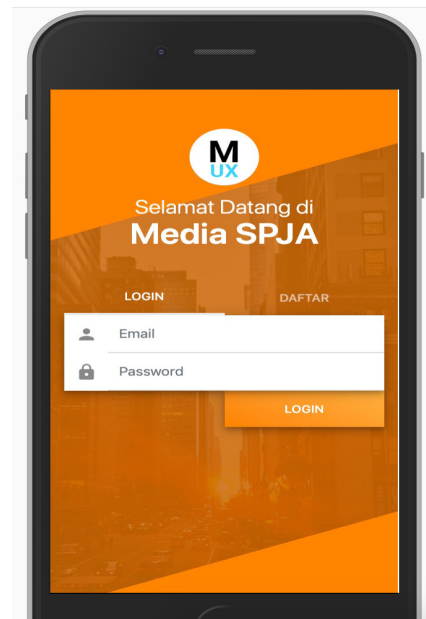 M
UX
Selamat Datang di
Media SPJA
LOGIN
DAFTAR
Email
Password
LOGIN